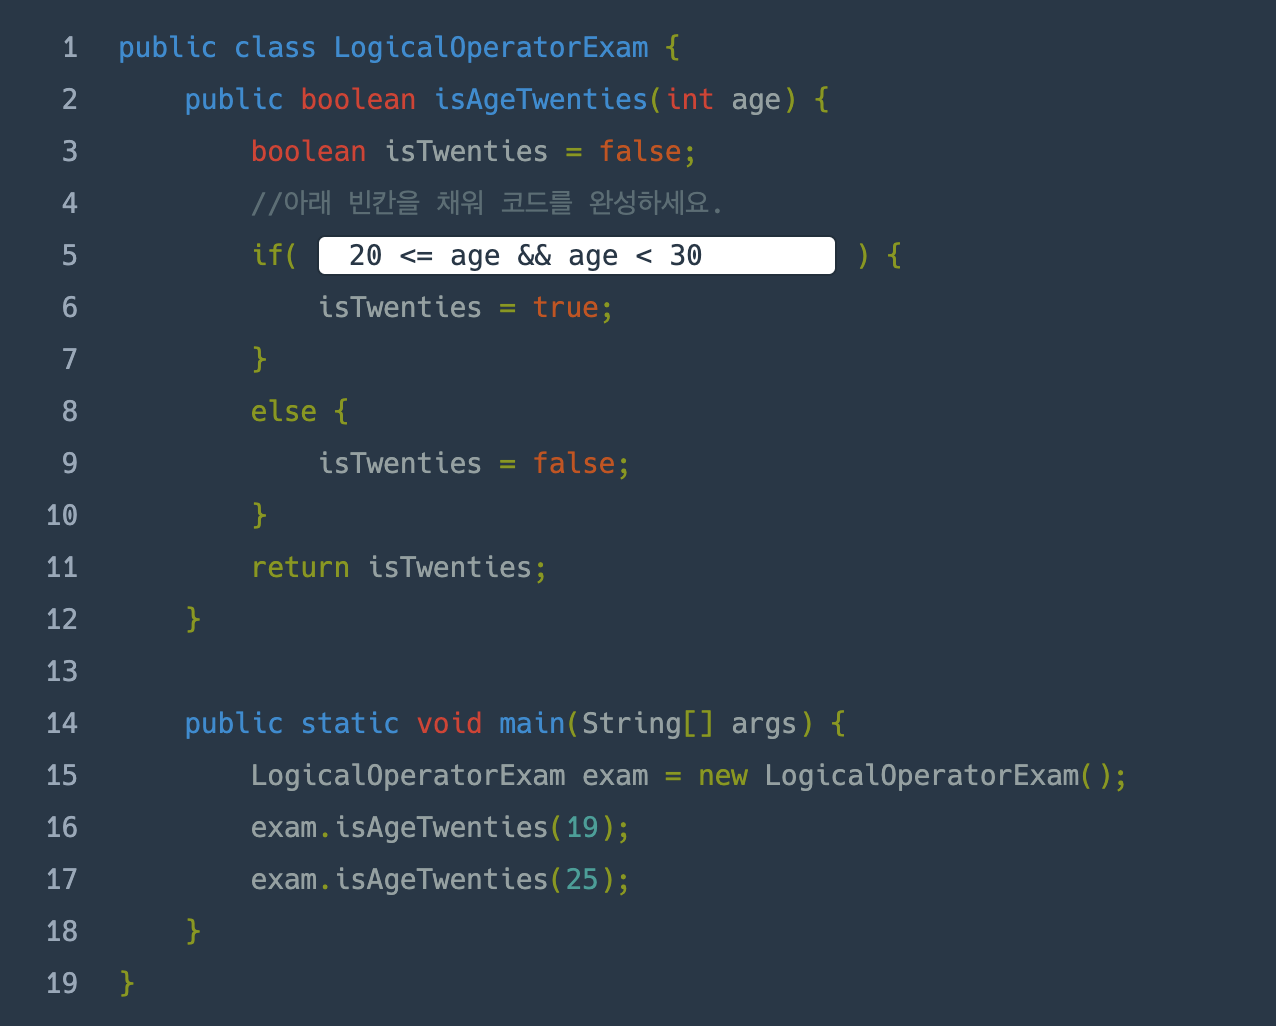 1 public class LogicalOperatorExam {
2     public boolean isAgeTwenties(int age) {
3         boolean isTwenties = false;
4         //아래 빈칸을 채워 코드를 완성하세요.
5         if( 20 <= age && age < 30 ) {
6             isTwenties = true;
7         }
8         else {
9             isTwenties = false;
10         }
11         return isTwenties;
12     }
13
14     public static void main(String[] args) {
15         LogicalOperatorExam exam = new LogicalOperatorExam();
16         exam.isAgeTwenties(19);
17         exam.isAgeTwenties(25);
18     }
19 }